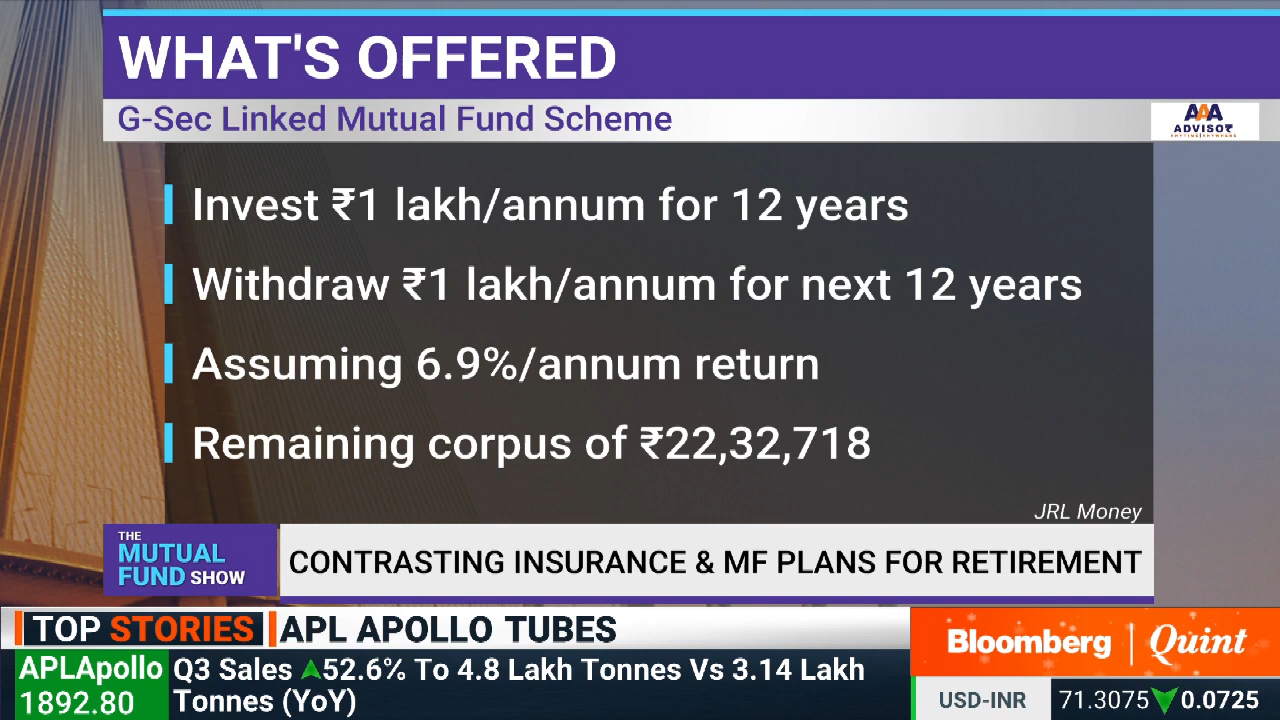 WHAT'S OFFERED
G-Sec Linked Mutual Fund Scheme
AAA
ADVISO₹
ANYTIME|ANYWHERE
Invest ₹1 lakh/annum for 12 years
Withdraw ₹1 lakh/annum for next 12 years
Assuming 6.9%/annum return
Remaining corpus of ₹22,32,718
JRL Money
THE
MUTUAL
FUND SHOW
CONTRASTING INSURANCE & MF PLANS FOR RETIREMENT
TOP STORIES
APL APOLLO TUBES
Bloomberg | Quint
APLApollo
1892.80
Q3 Sales ▲52.6% To 4.8 Lakh Tonnes Vs 3.14 Lakh
Tonnes (YoY)
USD-INR
71.3075▼0.0725